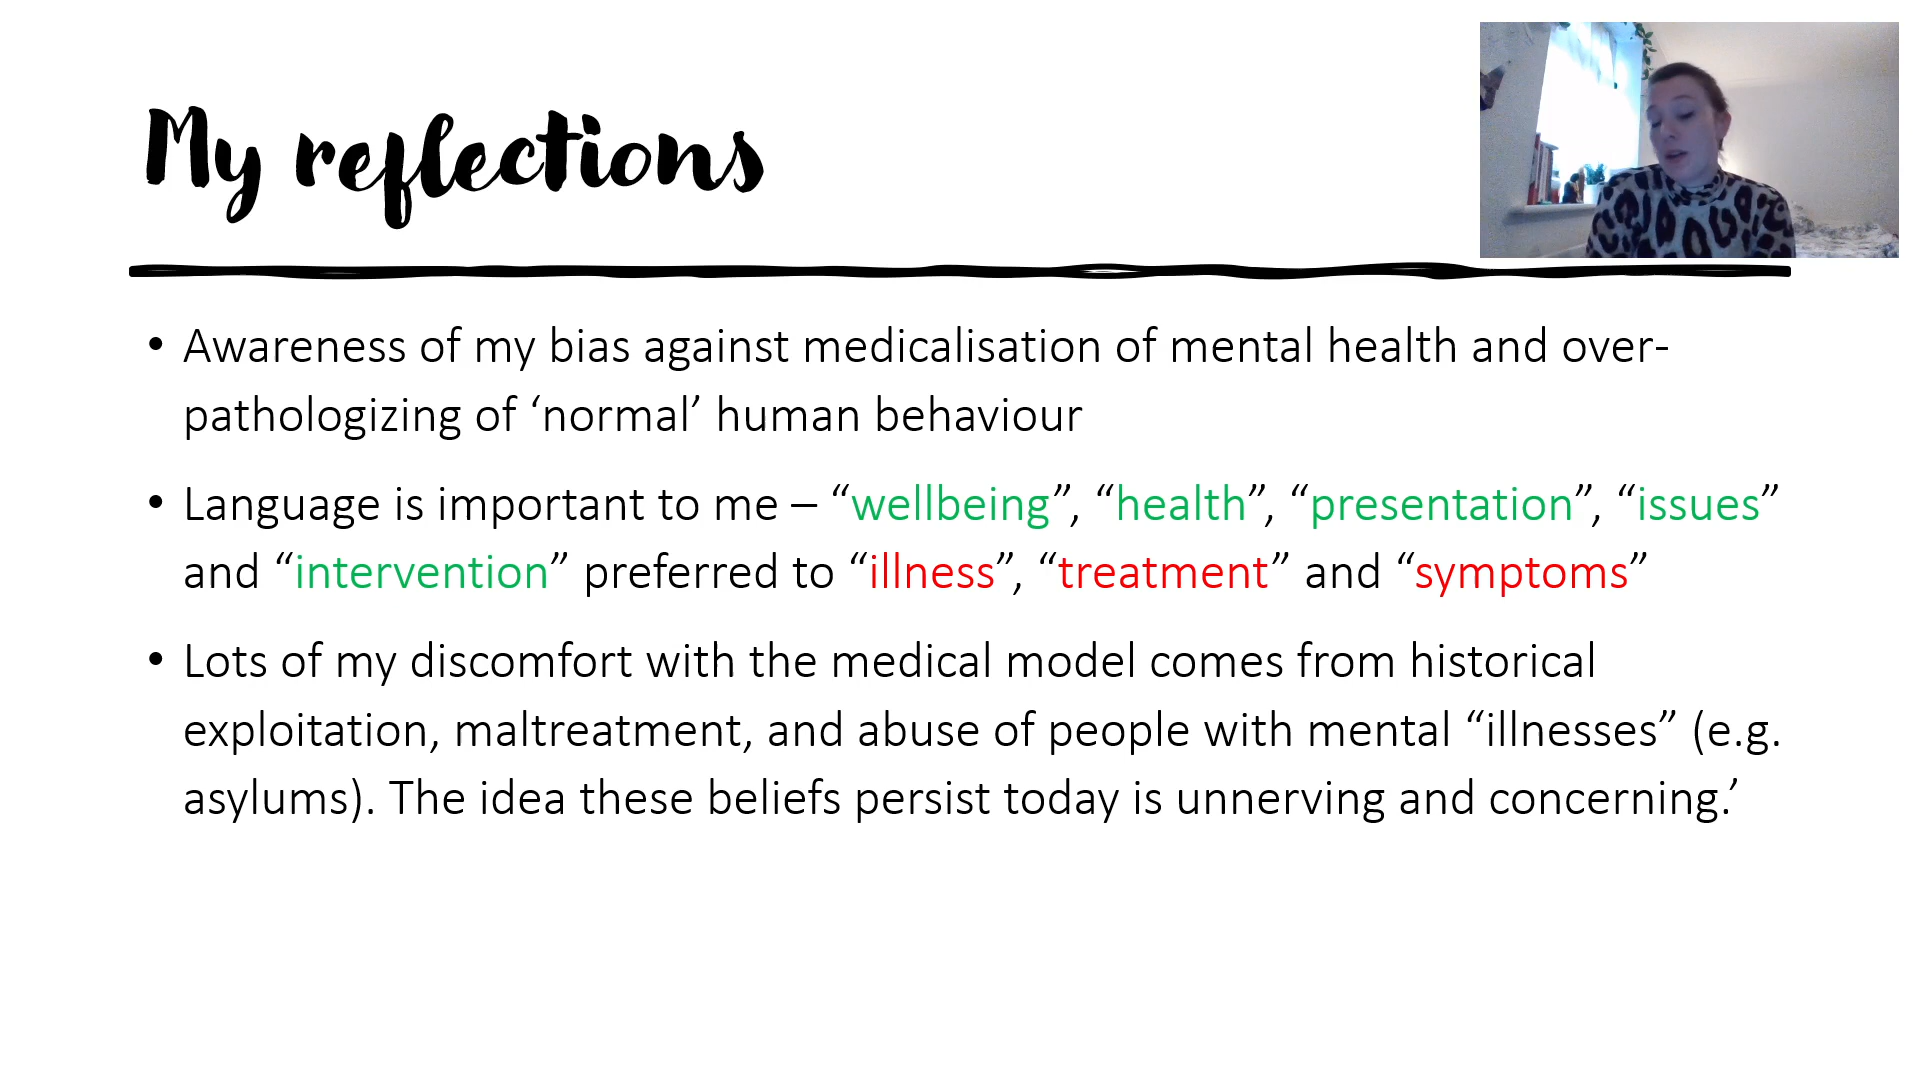 My reflections
• Awareness of my bias against medicalisation of mental health and over-
pathologizing of ‘normal’ human behaviour
• Language is important to me – “wellbeing”, “health”, “presentation”, “issues”
and “intervention” preferred to “illness”, “treatment” and “symptoms”
• Lots of my discomfort with the medical model comes from historical
exploitation, maltreatment, and abuse of people with mental “illnesses” (e.g.
asylums). The idea these beliefs persist today is unnerving and concerning.’